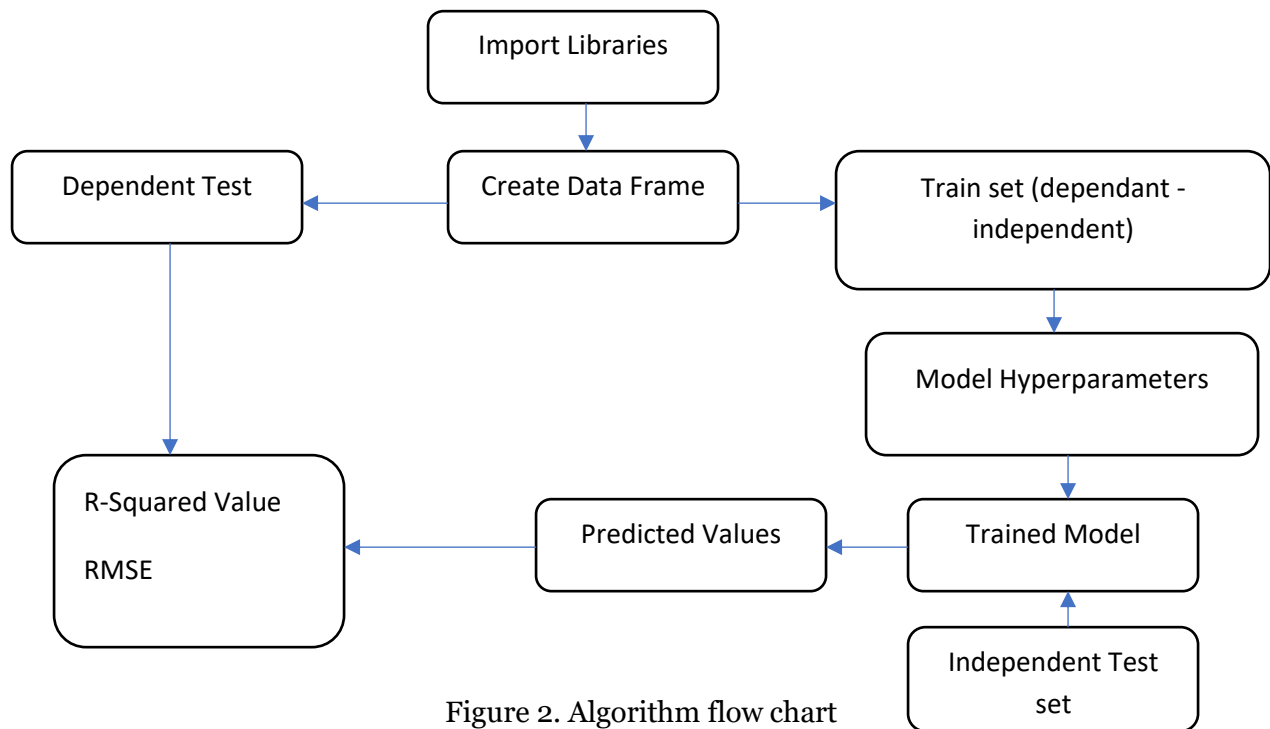 Import Libraries
Dependent Test
Create Data Frame
Train set (dependant -
independent)
Model Hyperparameters
R-Squared Value
RMSE
Predicted Values
Trained Model
Independent Test
set
Figure 2. Algorithm flow chart